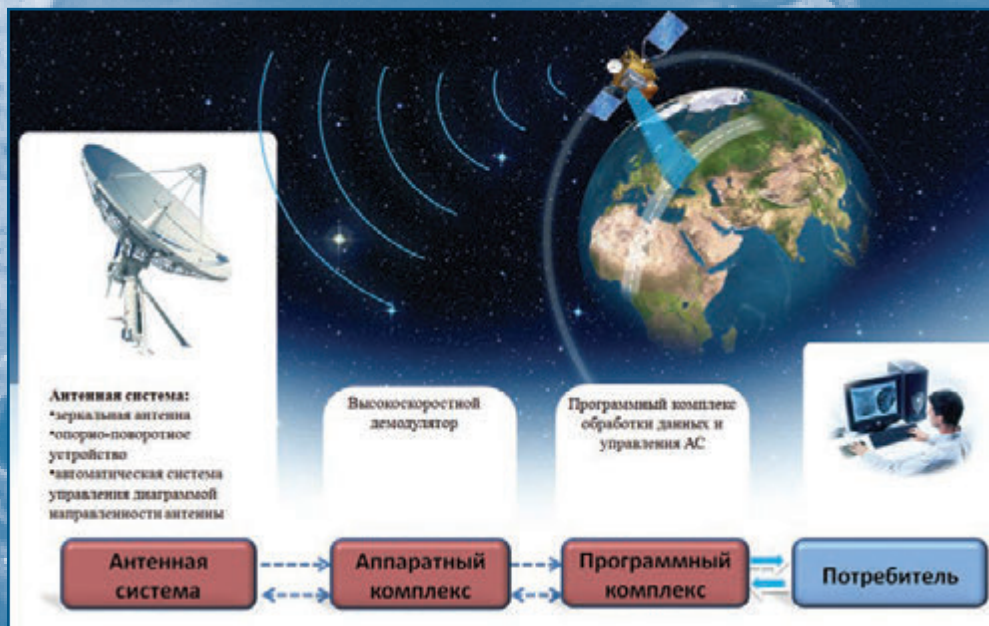 Антенная система:
•зеркальная антенна
•опорно-поворотное
устройство
•автоматическая система
управления диаграммой
направленности антенны
Высокоскоростной
демодулятор
Программный комплекс
обработки данных и
управления АС
Антенная
система
Аппаратный
комплекс
Программный
комплекс
Потребитель